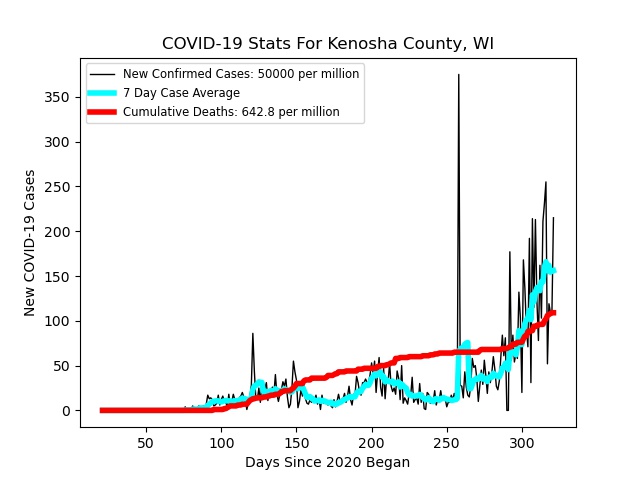 COVID-19 Stats For Kenosha County, WI
New Confirmed Cases: 50000 per million
7 Day Case Average
Cumulative Deaths: 642.8 per million
New COVID-19 Cases
350
300
250
200
150
100
50
0
50 100 150 200 250 300
Days Since 2020 Began